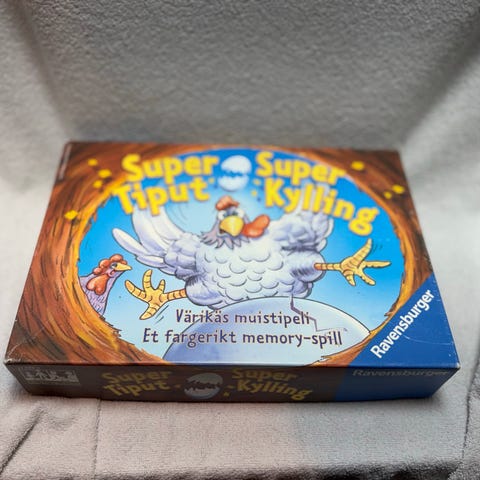 Super Super
Tiput Kylling
Värikäs muistipeli
Et fargerikt memory-spill
Ravensburger
Super Super
Tiput Kylling
Ravensburger